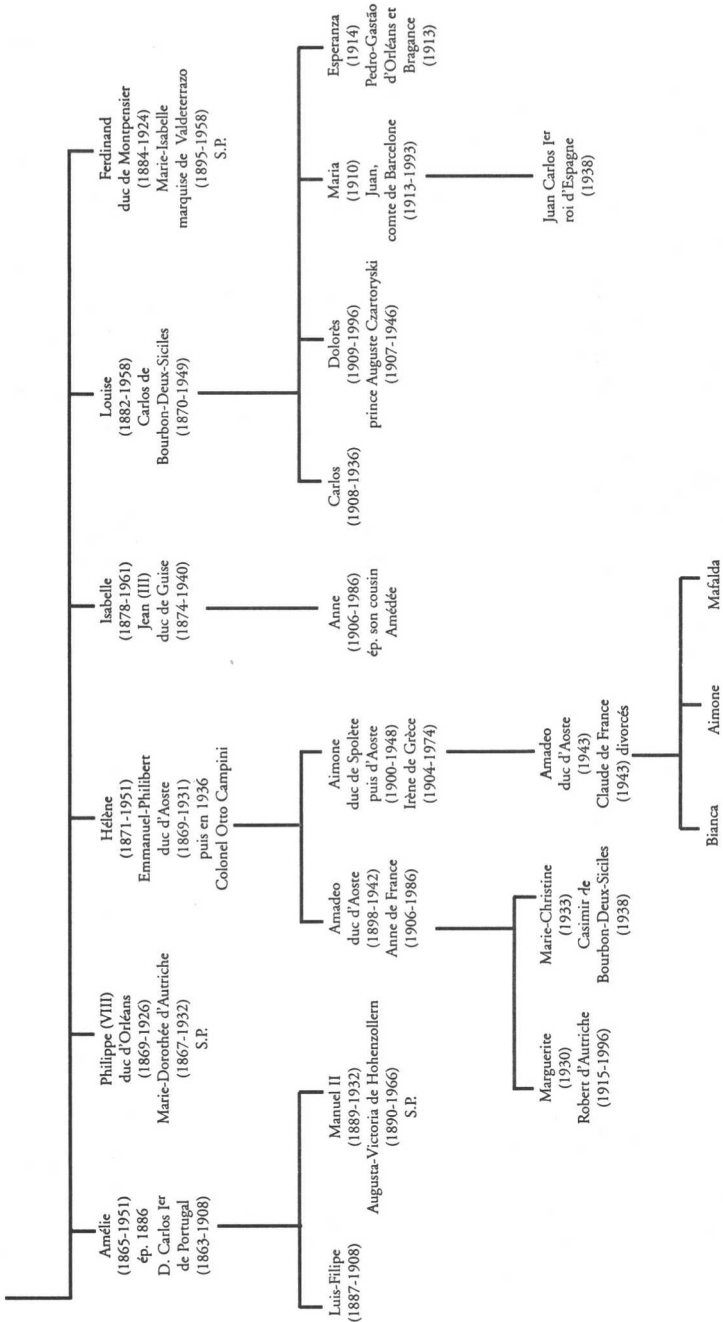 Amélie
(1865-1951)
ép. 1886
D. Carlos Ier
de Portugal
(1863-1908)
Philippe (VIII)
duc d'Orléans
(1869-1926)
Marie-Dorothée d'Autriche
(1867-1932)
S.P.
Hélène
(1871-1951)
Emmanuel-Philibert
duc d'Aoste
(1869-1931)
puis en 1936
Colonel Otto Campini
Isabelle
(1878-1961)
Jean (III)
duc de Guise
(1874-1940)
Louise
(1882-1958)
Carlos de
Bourbon-Deux-Siciles
(1870-1949)
Ferdinand
duc de Montpensier
(1884-1924)
Marie-Isabelle
marquise de Valdeterrazo
(1895-1958)
S.P.
Luis-Filipe
(1887-1908)
Manuel II
(1889-1932)
Augusta-Victoria de Hohenzollern
(1890-1966)
S.P.
Amadeo
duc d'Aoste
(1898-1942)
Anne de France
(1906-1986)
Aimone
duc de Spolète
puis d'Aoste
(1900-1948)
Irène de Grèce
(1904-1974)
Anne
(1906-1986)
ép. son cousin
Amédée
Carlos
(1908-1936)
Dolorès
(1909-1996)
prince Auguste Czartoryski
(1907-1946)
Maria
(1910)
Juan,
comte de Barcelone
(1913-1993)
Esperanza
(1914)
Pedro-Gastão
d'Orléans et
Bragance
(1913)
Marguerite
(1930)
Robert d'Autriche
(1915-1996)
Marie-Christine
(1933)
Casimir de
Bourbon-Deux-Siciles
(1938)
Amadeo
duc d'Aoste
(1943)
Claude de France
(1943) divorcés
Juan Carlos Ier
roi d'Espagne
(1938)
Bianca
Aimone
Mafalda